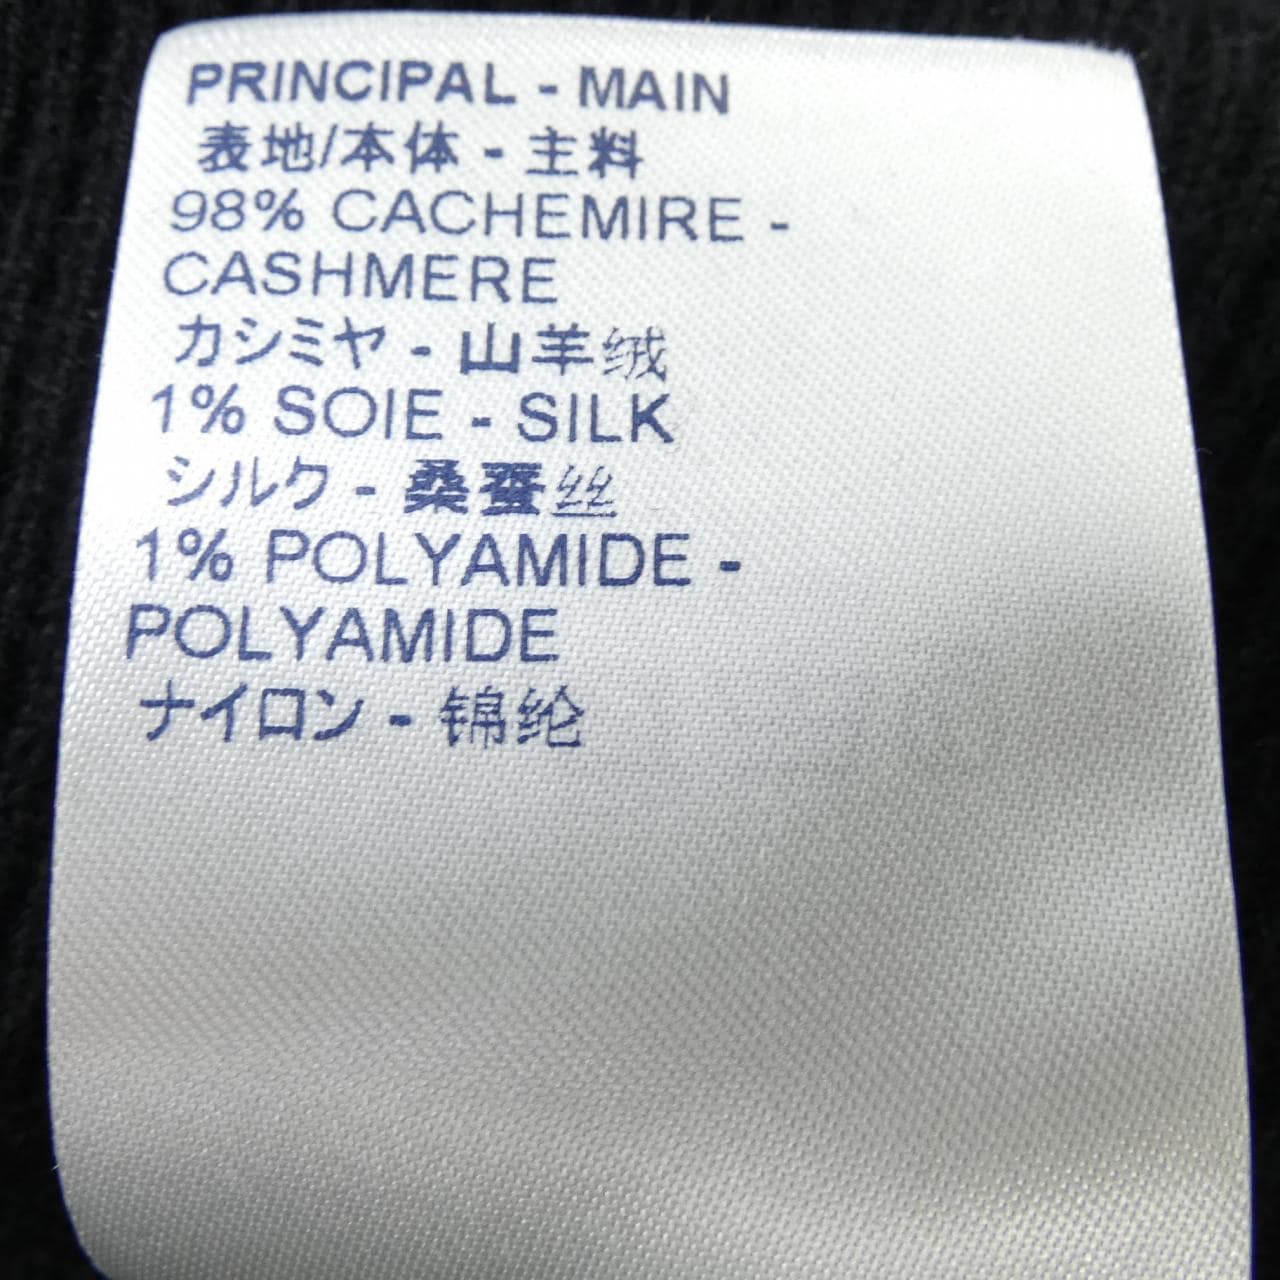 PRINCIPAL - MAIN
表地/本体 - 主料
98% CACHEMIRE -
CASHMERE
カシミヤ - 山羊绒
1% SOIE - SILK
シルク - 桑蚕丝
1% POLYAMIDE -
POLYAMIDE
ナイロン - 锦纶